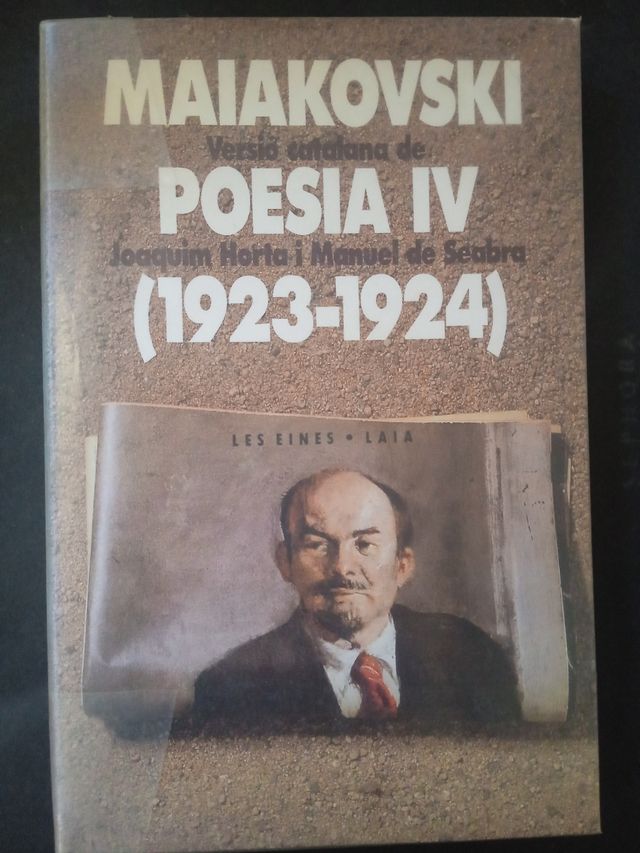 MAIAKOVSKI
Versió catalana de
POESIA IV
Joaquim Horta i Manuel de Seabra
(1923-1924)
LES EINES • LAIA